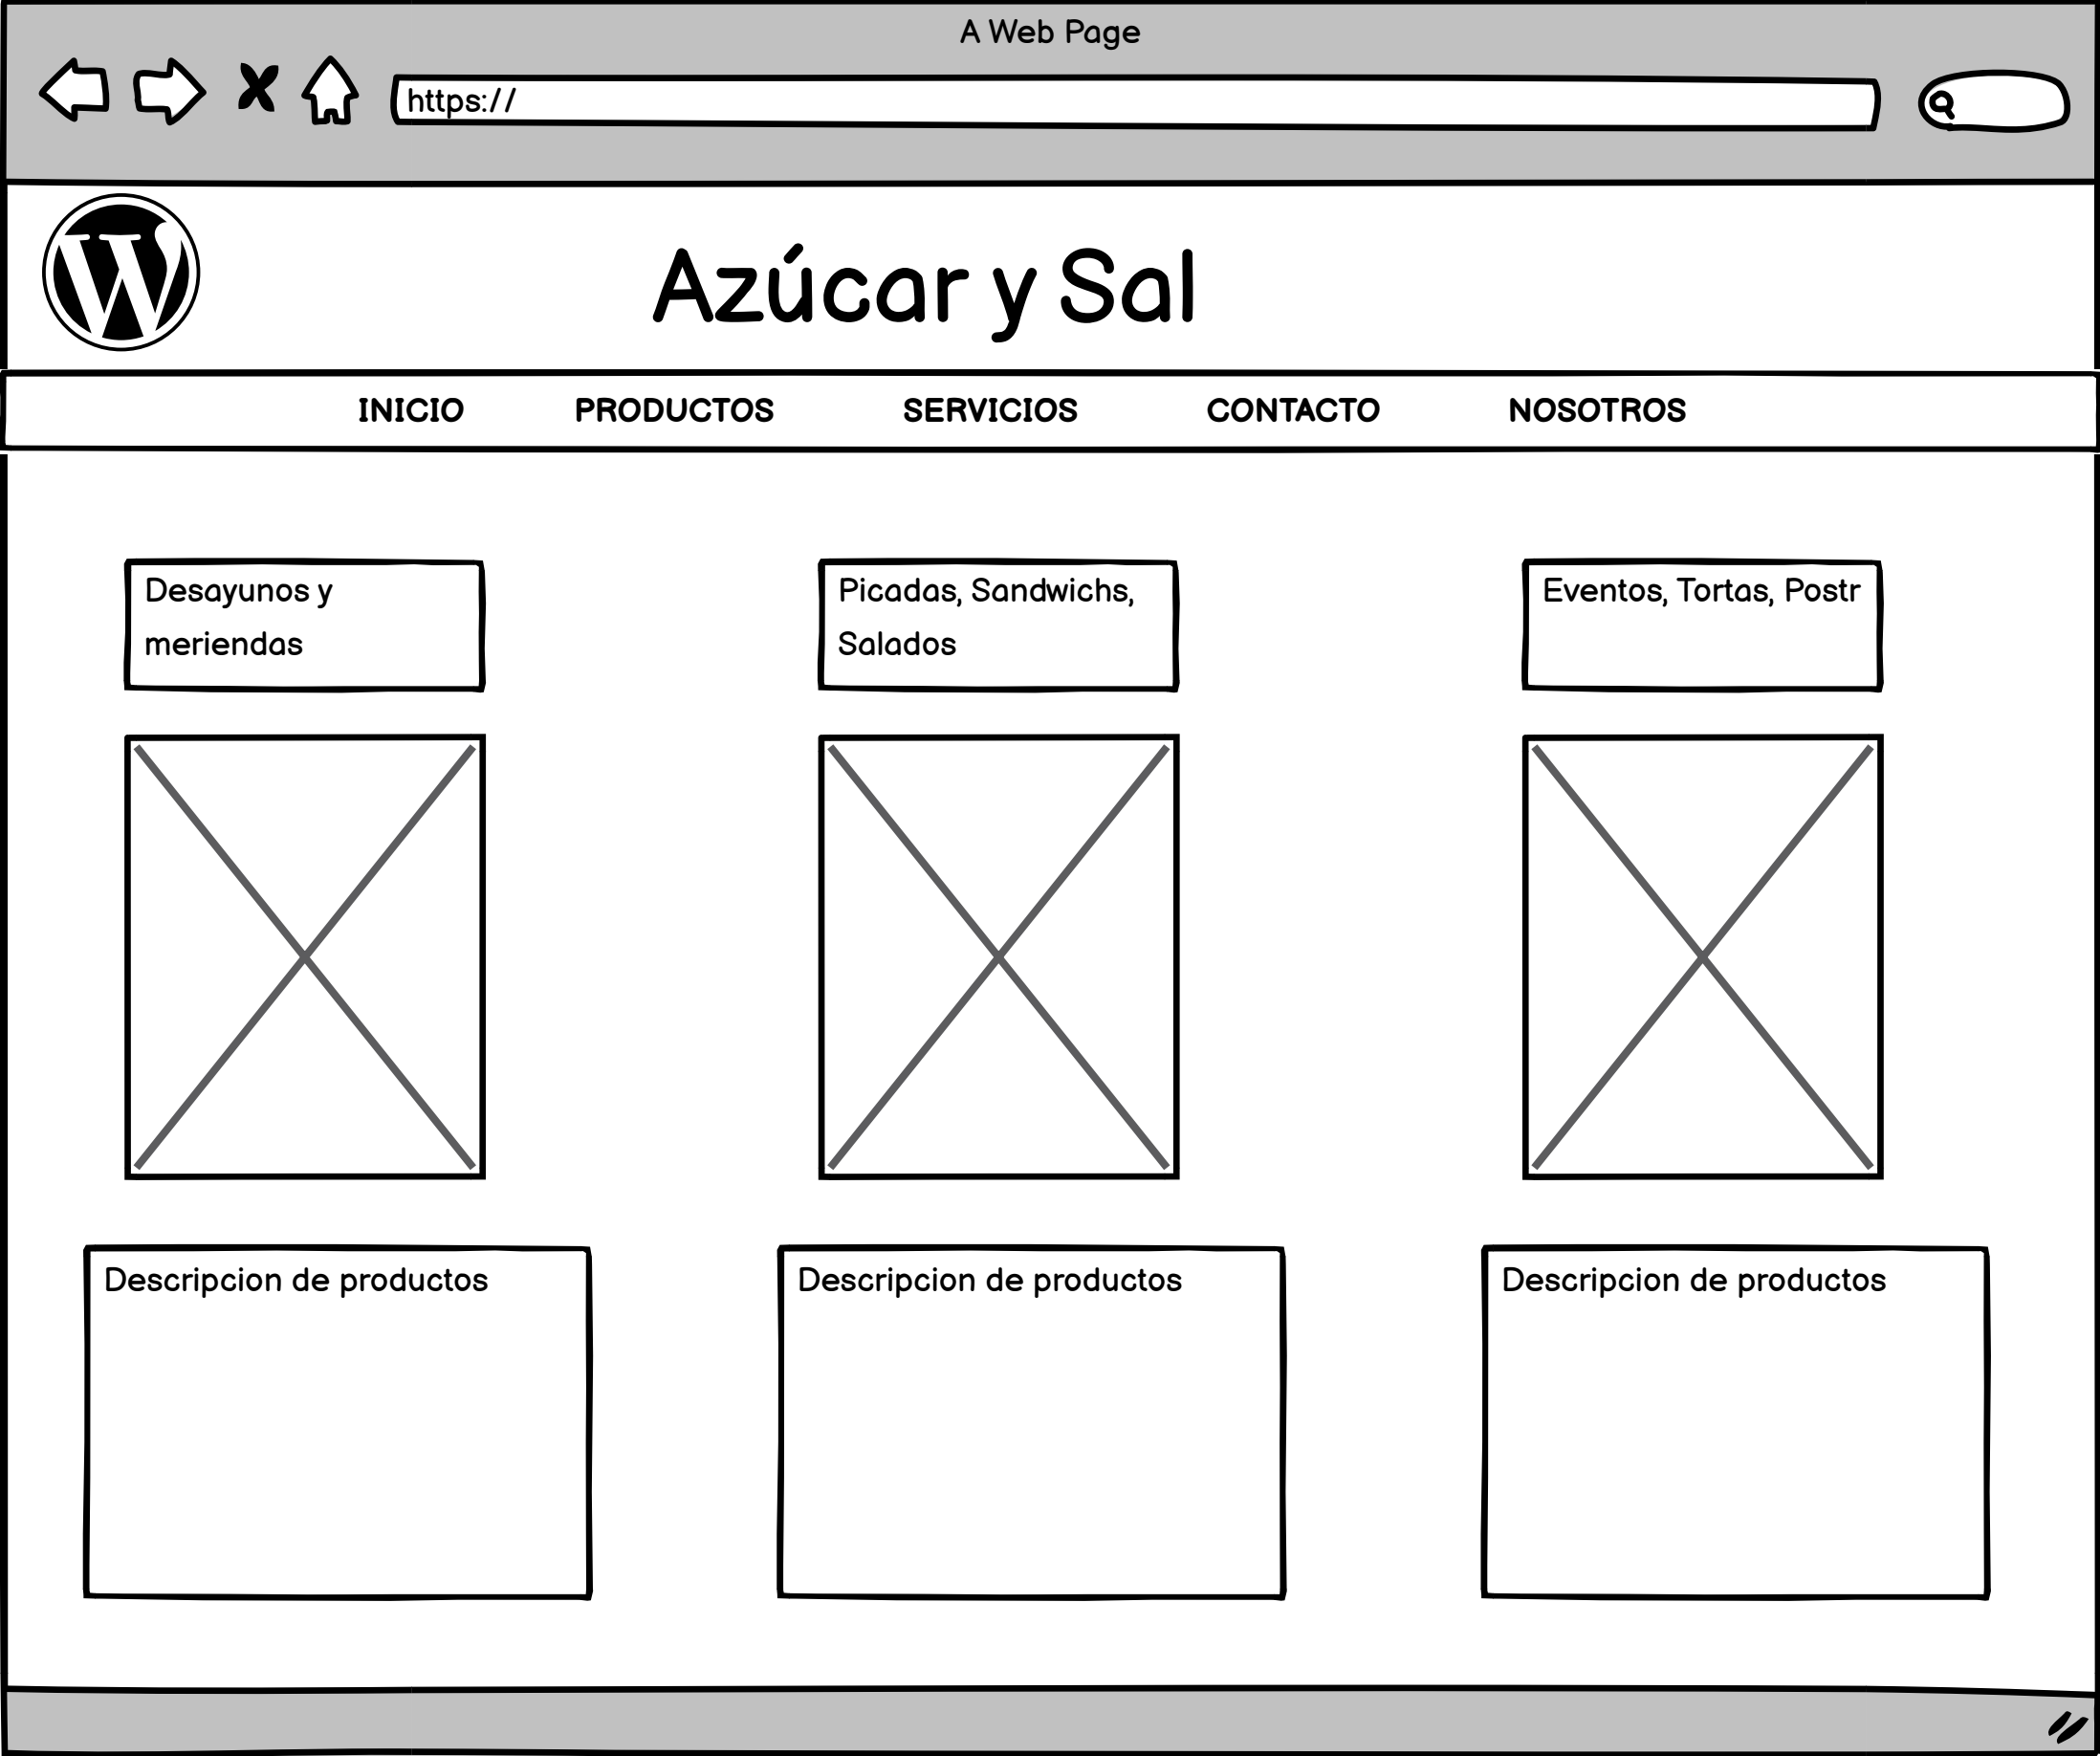 A Web Page
https://
Azúcar y Sal
INICIO PRODUCTOS SERVICIOS CONTACTO NOSOTROS
Desayunos y
meriendas
Picadas, Sandwichs,
Salados
Eventos, Tortas, Postr
Descripcion de productos
Descripcion de productos
Descripcion de productos